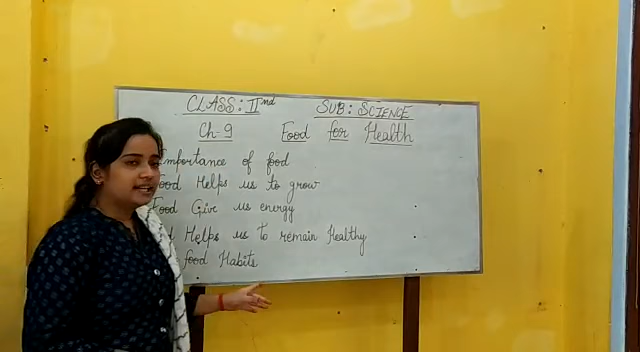 CLASS: IInd SUB: SCIENCE
Ch-9 Food for Health
Importance of food
ood Helps us to grow
Food Give us energy
d Helps us to remain Healthy
food Habits